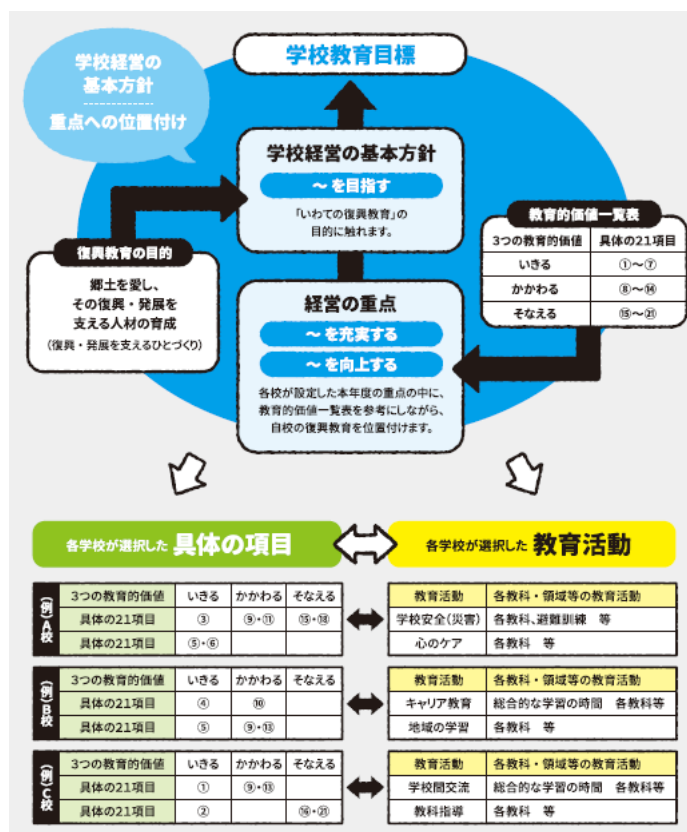 学校経営の
基本方針
重点への位置付け
学校教育目標
学校経営の基本方針
～を目指す
「いわての復興教育」の
目的に触れます。
復興教育の目的
郷土を愛し、
その復興・発展を
支える人材の育成
(復興・発展を支えるひとづくり)
教育的価値一覧表
3つの教育的価値 具体の21項目
いきる ①～⑦
かかわる ⑧～⑭
そなえる ⑮～㉑
経営の重点
～を充実する
～を向上する
各校が設定した本年度の重点の中に、
教育的価値一覧表を参考にしながら、
自校の復興教育を位置付けます。
各学校が選択した 具体の項目
各学校が選択した 教育活動
(例)A校
3つの教育的価値 いきる かかわる そなえる
具体の21項目 ③ ⑨・⑪ ⑮・⑱
具体の21項目 ⑤・⑥
教育活動 各教科・領域等の教育活動
学校安全(災害) 各教科、避難訓練 等
心のケア 各教科 等
(例)B校
3つの教育的価値 いきる かかわる そなえる
具体の21項目 ④ ⑩
具体の21項目 ⑤ ⑨・⑬
教育活動 各教科・領域等の教育活動
キャリア教育 総合的な学習の時間 各教科等
地域の学習 各教科 等
(例)C校
3つの教育的価値 いきる かかわる そなえる
具体の21項目 ① ⑨・⑬
具体の21項目 ② ⑯・㉑
教育活動 各教科・領域等の教育活動
学校間交流 総合的な学習の時間 各教科等
教科指導 各教科 等